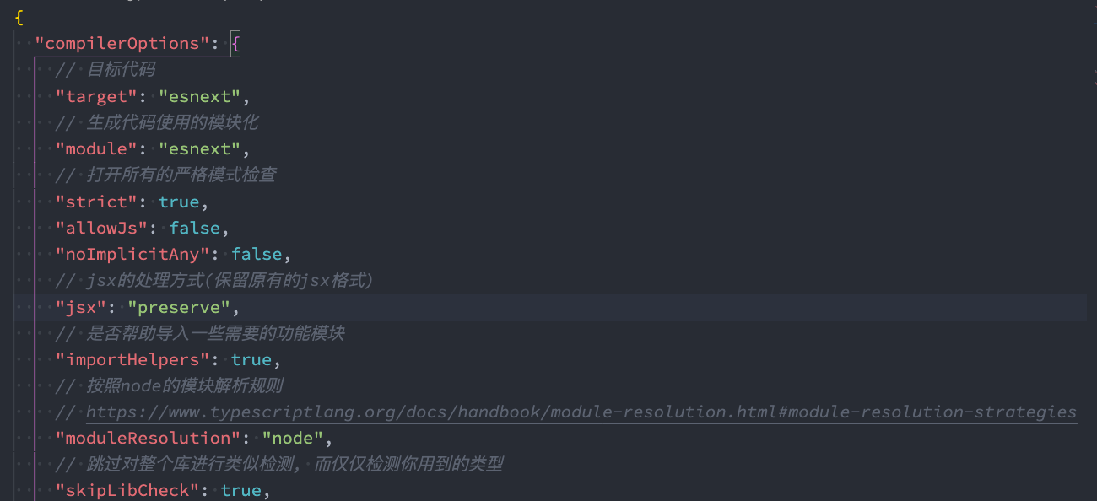 {
"compilerOptions": {
// 目标代码
"target": "esnext",
// 生成代码使用的模块化
"module": "esnext",
// 打开所有的严格模式检查
"strict": true,
"allowJs": false,
"noImplicitAny": false,
// jsx的处理方式(保留原有的jsx格式)
"jsx": "preserve",
// 是否帮助导入一些需要的功能模块
"importHelpers": true,
// 按照node的模块解析规则
// https://www.typescriptlang.org/docs/handbook/module-resolution.html#module-resolution-strategies
"moduleResolution": "node",
// 跳过对整个库进行类似检测, 而仅仅检测你用到的类型
"skipLibCheck": true,